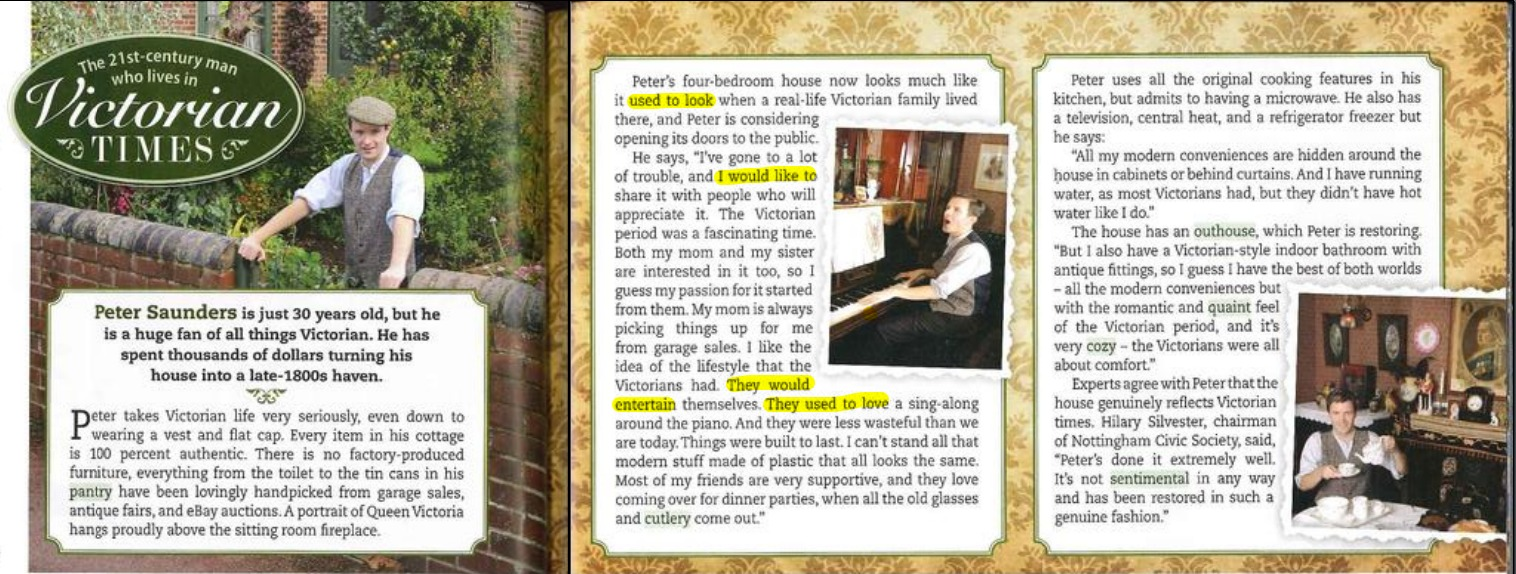 The 21st-century man
who lives in
Victorian
TIMES
Peter Saunders is just 30 years old, but he
is a huge fan of all things Victorian. He has
spent thousands of dollars turning his
house into a late-1800s haven.
Peter takes Victorian life very seriously, even down to
wearing a vest and flat cap. Every item in his cottage
is 100 percent authentic. There is no factory-produced
furniture, everything from the toilet to the tin cans in his
pantry have been lovingly handpicked from garage sales,
antique fairs, and eBay auctions. A portrait of Queen Victoria
hangs proudly above the sitting room fireplace.
Peter's four-bedroom house now looks much like
it used to look when a real-life Victorian family lived
there, and Peter is considering
opening its doors to the public.
He says, "I've gone to a lot
of trouble, and I would like to
share it with people who will
appreciate it. The Victorian
period was a fascinating time.
Both my mom and my sister
are interested in it too, so I
guess my passion for it started
from them. My mom is always
picking things up for me
from garage sales. I like the
idea of the lifestyle that the
Victorians had. They would
entertain themselves. They used to love a sing-along
around the piano. And they were less wasteful than we
are today. Things were built to last. I can't stand all that
modern stuff made of plastic that all looks the same.
Most of my friends are very supportive, and they love
coming over for dinner parties, when all the old glasses
and cutlery come out."
Peter uses all the original cooking features in his
kitchen, but admits to having a microwave. He also has
a television, central heat, and a refrigerator freezer but
he says:
"All my modern conveniences are hidden around the
house in cabinets or behind curtains. And I have running
water, as most Victorians had, but they didn't have hot
water like I do."
The house has an outhouse, which Peter is restoring.
"But I also have a Victorian-style indoor bathroom with
antique fittings, so I guess I have the best of both worlds
– all the modern conveniences but
with the romantic and quaint feel
of the Victorian period, and it's
very cozy – the Victorians were all
about comfort."
Experts agree with Peter that the
house genuinely reflects Victorian
times. Hilary Silvester, chairman
of Nottingham Civic Society, said,
"Peter's done it extremely well.
It's not sentimental in any way
and has been restored in such a
genuine fashion."